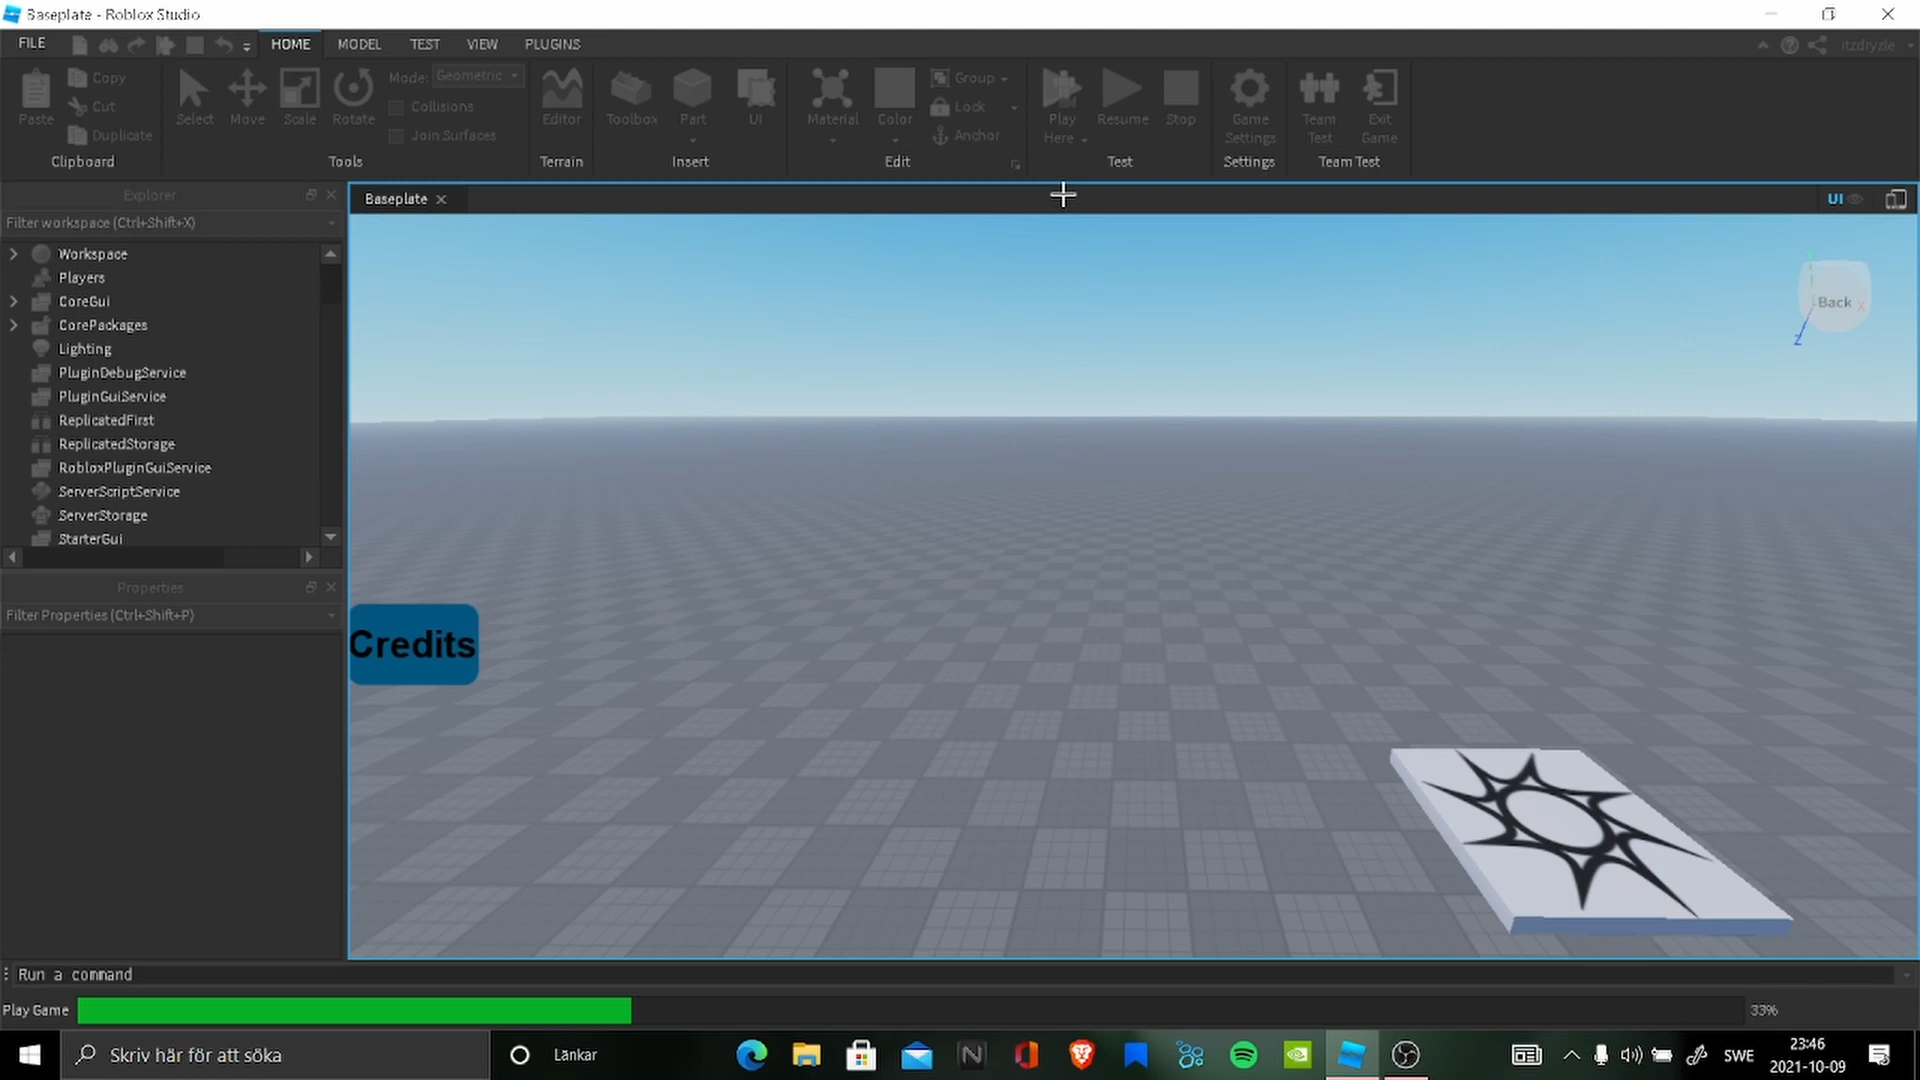 Baseplate - Roblox Studio
FILE HOME MODEL TEST VIEW PLUGINS itzdryzle
Paste Copy Cut Duplicate Clipboard
Select Move Scale Rotate Mode: Geometric Collisions Join Surfaces Tools
Editor Terrain
Toolbox Part UI Insert
Material Color Group Lock Anchor Edit
Play Here Resume Stop Test
Game Settings Settings
Team Test Exit Game Team Test
Explorer
Filter workspace (Ctrl+Shift+X)
Workspace
Players
CoreGui
CorePackages
Lighting
PluginDebugService
PluginGuiService
ReplicatedFirst
ReplicatedStorage
RobloxPluginGuiService
ServerScriptService
ServerStorage
StarterGui
Properties
Filter Properties (Ctrl+Shift+P)
Baseplate UI
Y
Back X
Z
Credits
Run a command
Play Game 33%
Skriv här för att söka Länkar SWE 23:46
2021-10-09